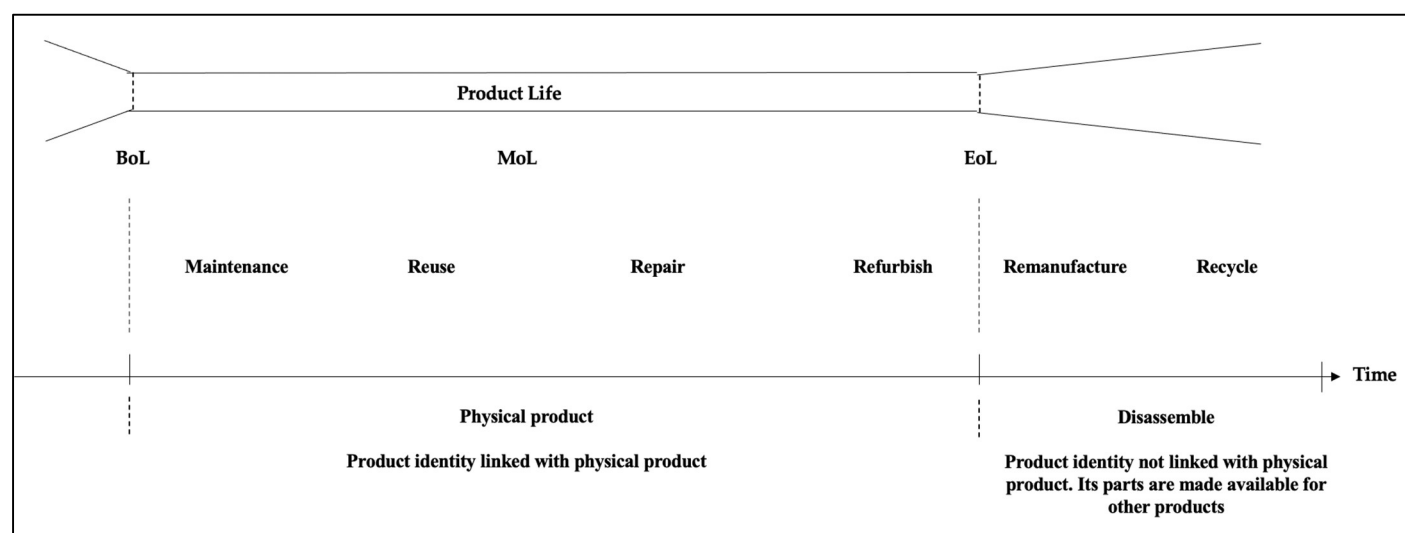 Product Life
BoL MoL EoL
Maintenance Reuse Repair Refurbish Remanufacture Recycle
Time
Physical product Disassemble
Product identity linked with physical product
Product identity not linked with physical
product. Its parts are made available for
other products